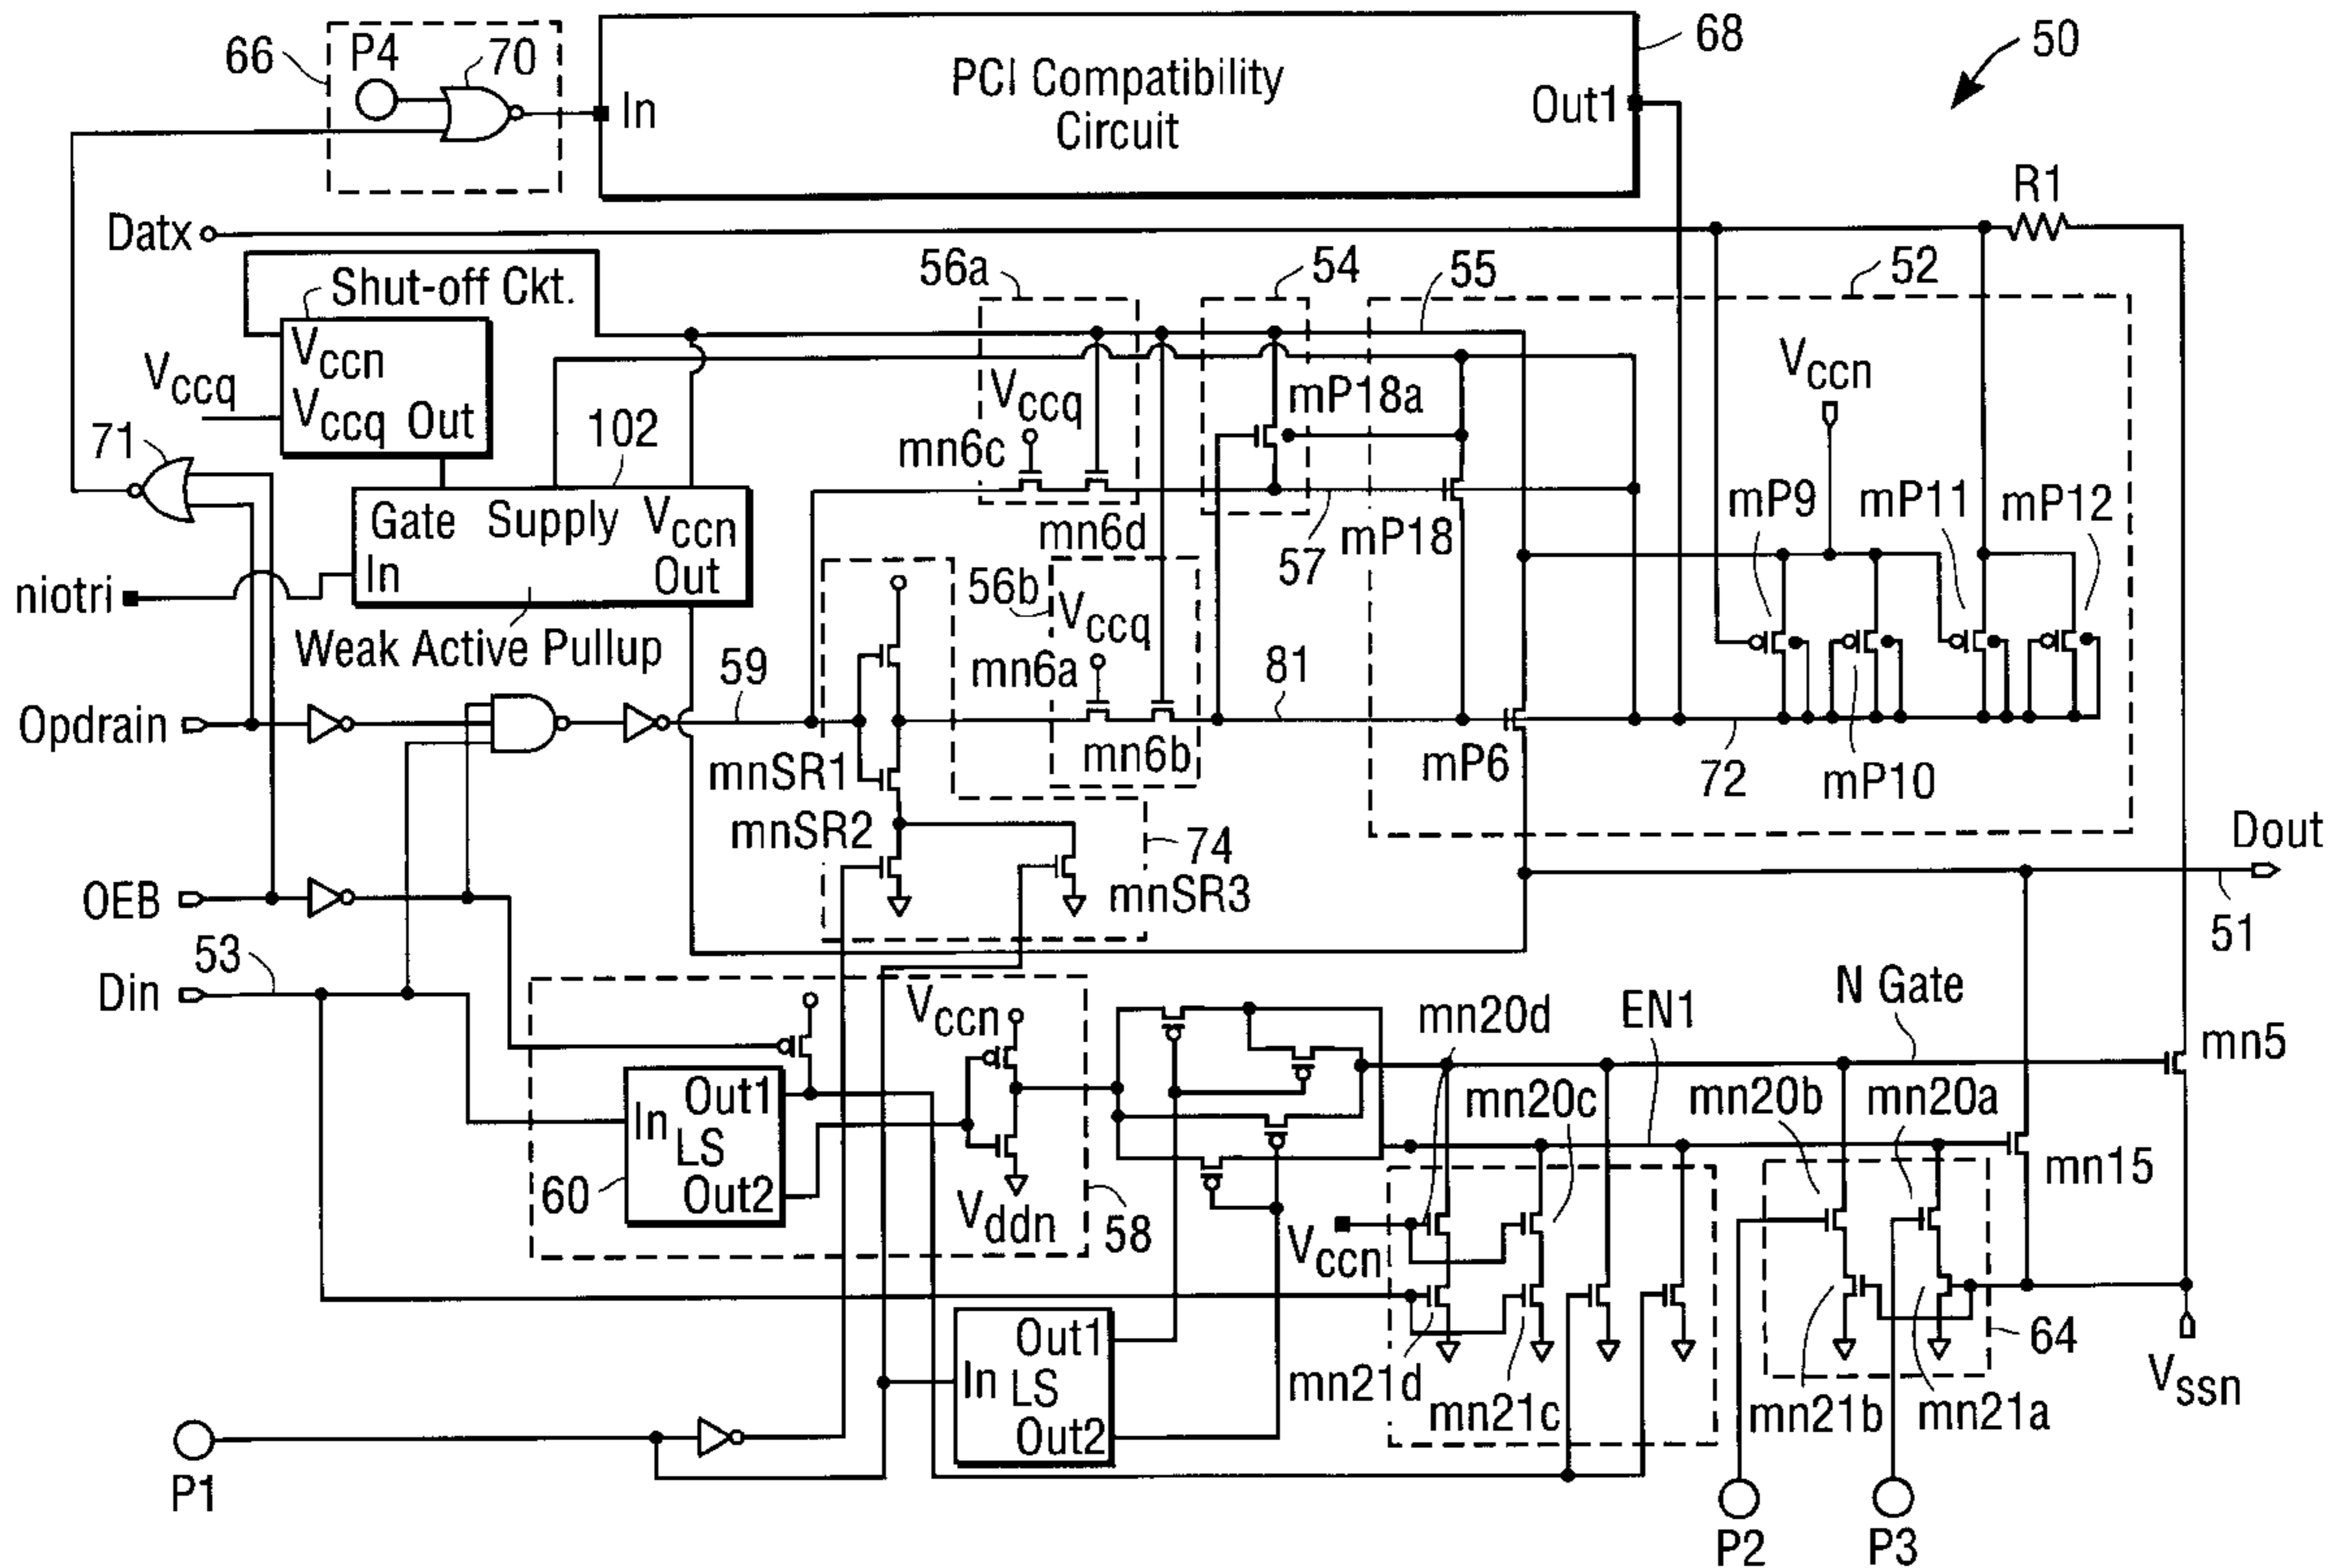 66
P4
70
In
PCI Compatibility
Circuit
Out1
68
50
Datx
R1
Shut-off Ckt.
56a
54
55
52
Vccn
Vccq
Vccq
Out
Vccq
mP18a
Vccn
71
102
mn6c
mP9
mP11
mP12
Gate
Supply
Vccn
In
Out
mn6d
57
mP18
niotri
56b
Vccq
Weak Active Pullup
59
mn6a
81
Opdrain
mnSR1
mn6b
mP6
72
mP10
mnSR2
74
Dout
OEB
mnSR3
51
53
Din
Vccn
mn20d
EN1
N Gate
mn5
In
Out1
LS
Out2
mn20c
mn20b
mn20a
60
Vddn
58
Vccn
mn15
Out1
In
LS
Out2
mn21d
mn21c
mn21b
mn21a
64
Vssn
P1
P2
P3